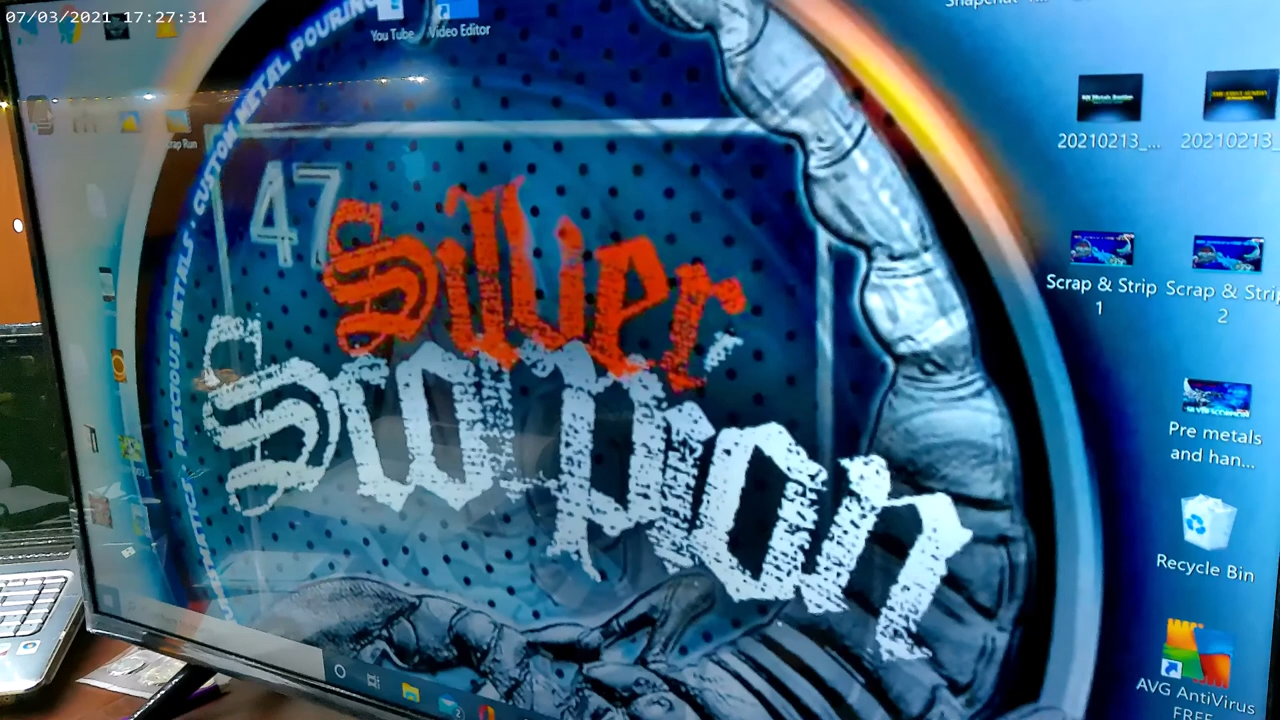 07/03/2021 17:27:31
You Tube
Video Editor
CUSTOM METAL POURING
PRECIOUS METALS
47
Silver
Scorpion
20210213_...
20210213_
Scrap & Strip
1
Scrap & Strip
2
Pre metals
and han...
Recycle Bin
AVG AntiVirus
FREE